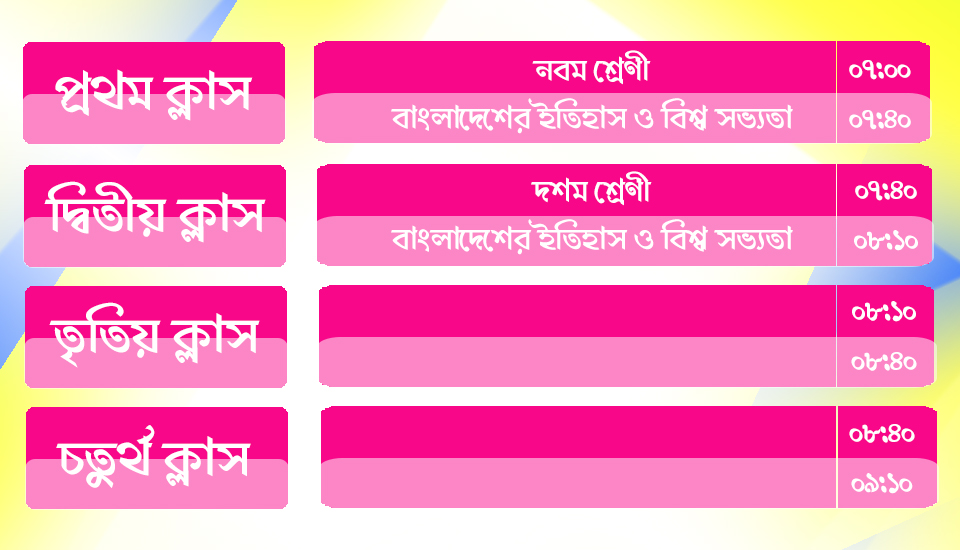 প্রথম ক্লাস
নবম শ্রেণী ০৭:০০
বাংলাদেশের ইতিহাস ও বিশ্ব সভ্যতা ০৭:৪০
দ্বিতীয় ক্লাস
দশম শ্রেণী ০৭:৪০
বাংলাদেশের ইতিহাস ও বিশ্ব সভ্যতা ০৮:১০
তৃতিয় ক্লাস
০৮:১০
০৮:৪০
চতুর্থ ক্লাস
০৮:৪০
০৯:১০